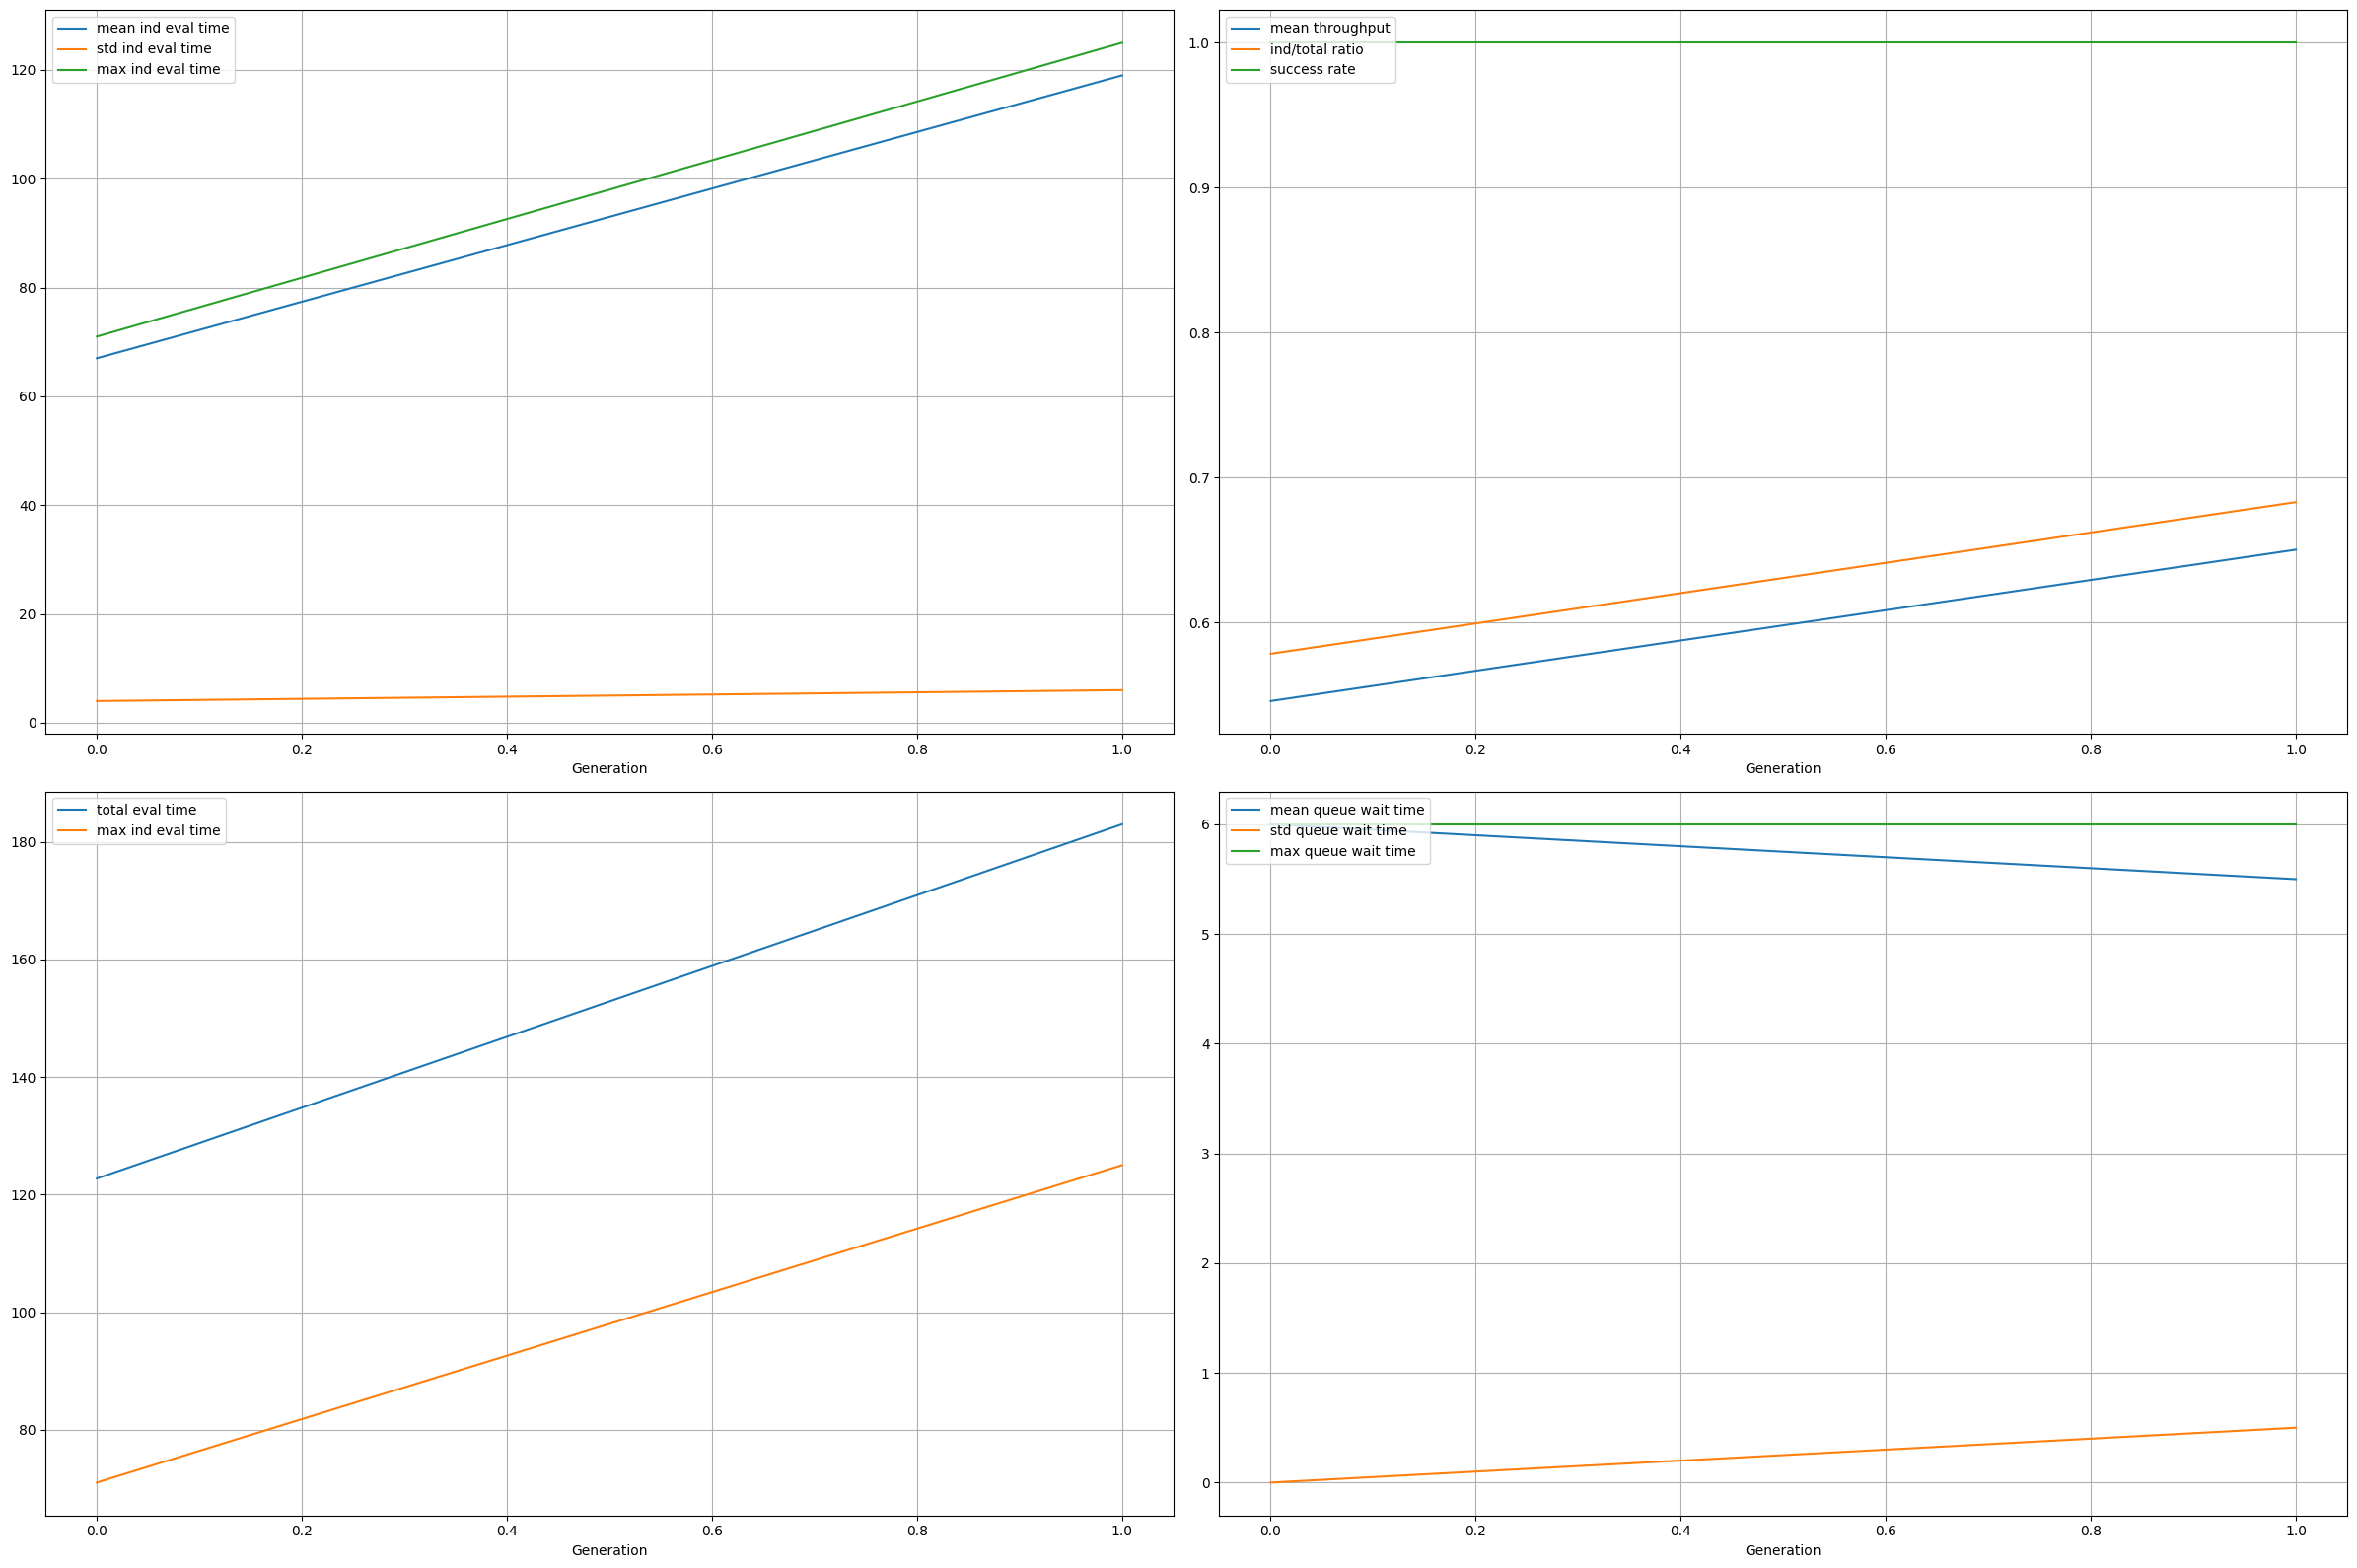 mean ind eval time
std ind eval time
max ind eval time
120
100
80
60
40
20
0
0.0 0.2 0.4 0.6 0.8 1.0
Generation
mean throughput
ind/total ratio
success rate
1.0
0.9
0.8
0.7
0.6
0.0 0.2 0.4 0.6 0.8 1.0
Generation
total eval time
max ind eval time
180
160
140
120
100
80
0.0 0.2 0.4 0.6 0.8 1.0
Generation
mean queue wait time
std queue wait time
max queue wait time
6
5
4
3
2
1
0
0.0 0.2 0.4 0.6 0.8 1.0
Generation